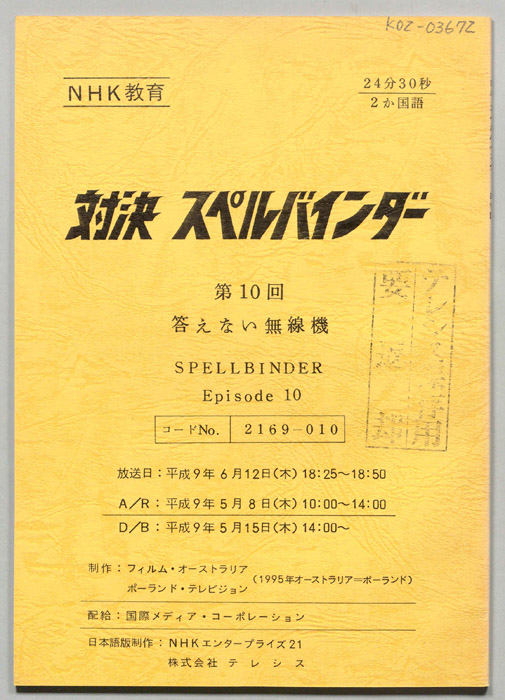 K02-03672
NHK教育
24分30秒
2か国語
対決 スペルバインダー
第10回
答えない無線機
SPELLBINDER
Episode 10
コードNo. 2169-010
放送日:平成9年6月12日(木)18:25~18:50
A/R:平成9年5月8日(木)10:00~14:00
D/B:平成9年5月15日(木)14:00~
制作:フィルム・オーストラリア
ポーランド・テレビジョン
(1995年オーストラリア=ポーランド)
配給:国際メディア・コーポレーション
日本語版制作:NHKエンタープライズ21
株式会社テレシス
要返却